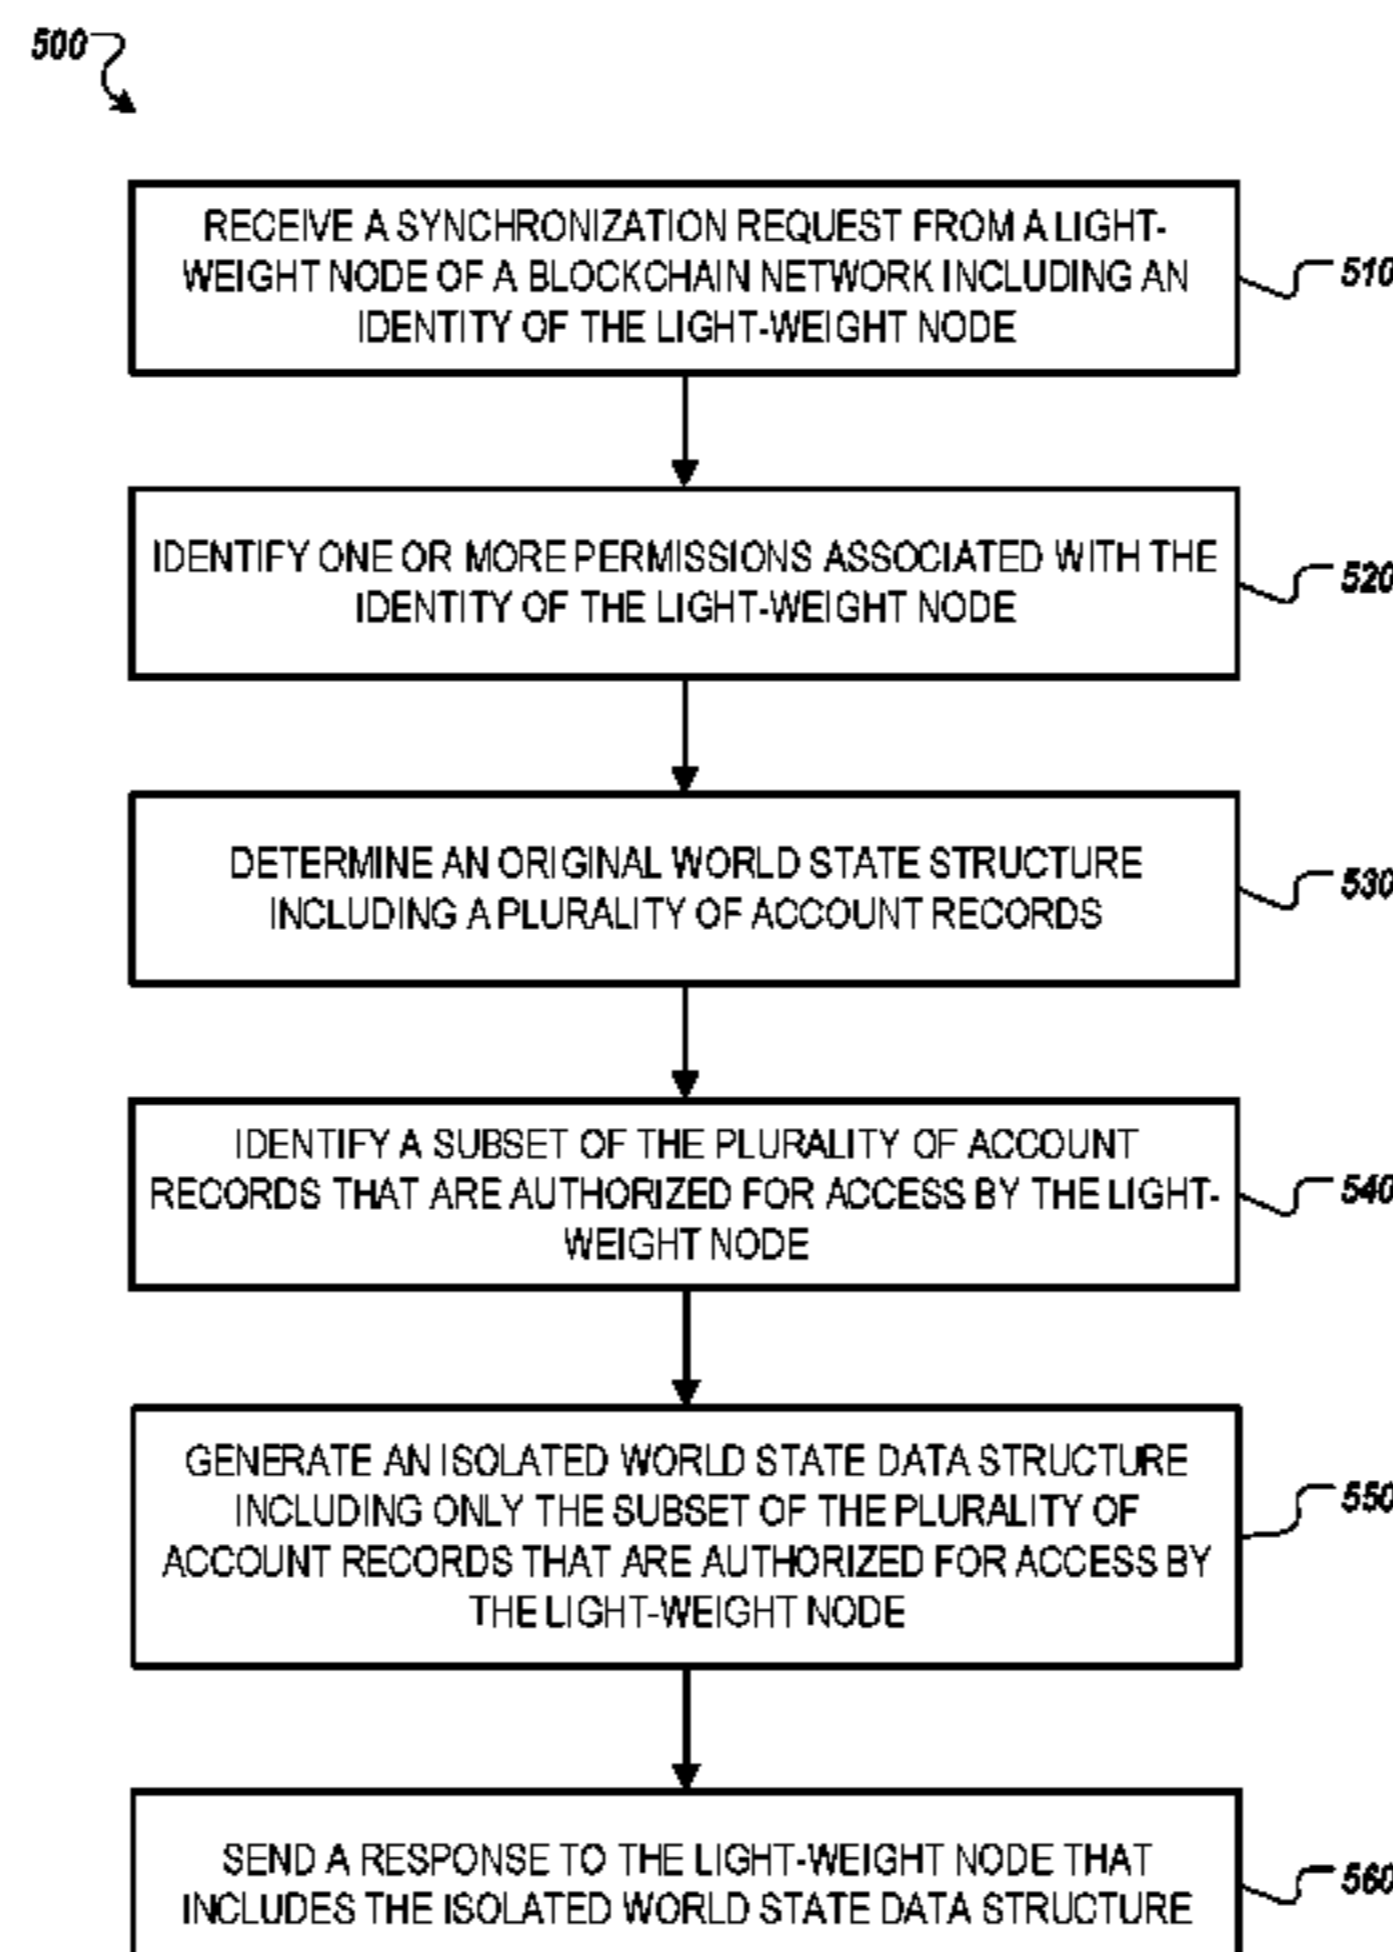 500
RECEIVE A SYNCHRONIZATION REQUEST FROM A LIGHT-
WEIGHT NODE OF A BLOCKCHAIN NETWORK INCLUDING AN
IDENTITY OF THE LIGHT-WEIGHT NODE
510
IDENTIFY ONE OR MORE PERMISSIONS ASSOCIATED WITH THE
IDENTITY OF THE LIGHT-WEIGHT NODE
520
DETERMINE AN ORIGINAL WORLD STATE STRUCTURE
INCLUDING A PLURALITY OF ACCOUNT RECORDS
530
IDENTIFY A SUBSET OF THE PLURALITY OF ACCOUNT
RECORDS THAT ARE AUTHORIZED FOR ACCESS BY THE LIGHT-
WEIGHT NODE
540
GENERATE AN ISOLATED WORLD STATE DATA STRUCTURE
INCLUDING ONLY THE SUBSET OF THE PLURALITY OF
ACCOUNT RECORDS THAT ARE AUTHORIZED FOR ACCESS BY
THE LIGHT-WEIGHT NODE
550
SEND A RESPONSE TO THE LIGHT-WEIGHT NODE THAT
INCLUDES THE ISOLATED WORLD STATE DATA STRUCTURE
560